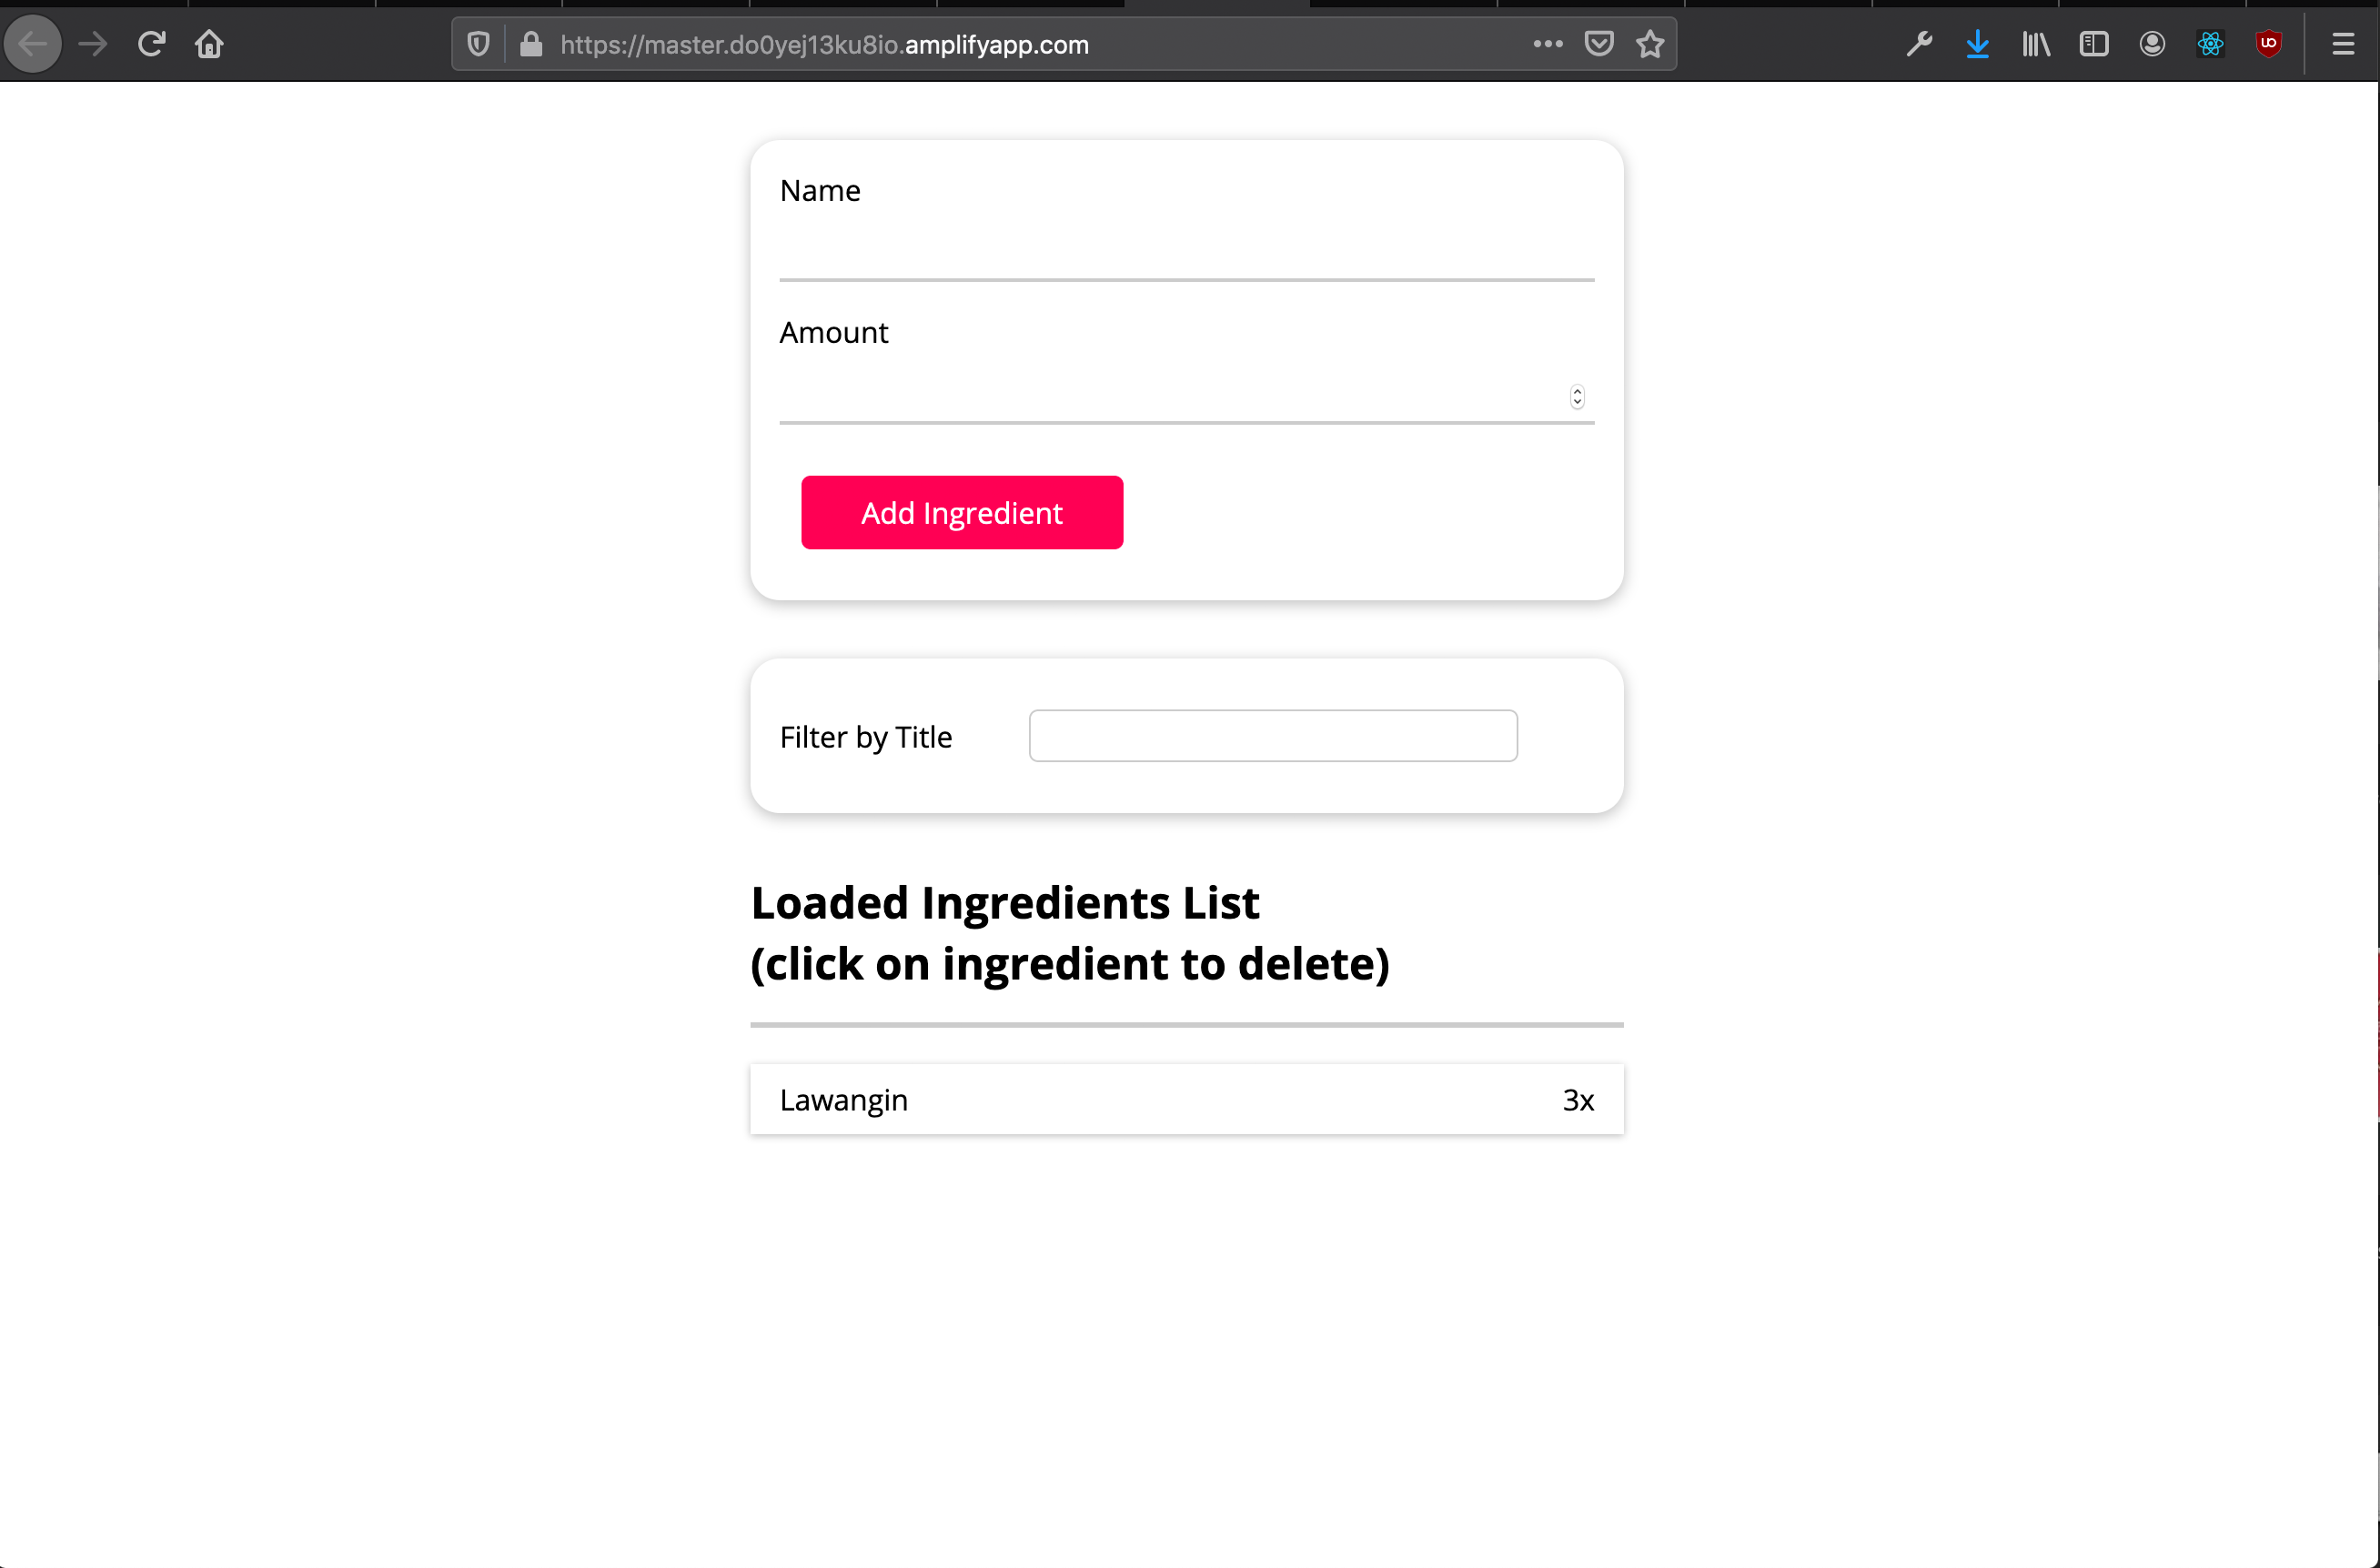 https://master.do0yej13ku8io.amplifyapp.com
Name
Amount
Add Ingredient
Filter by Title
Loaded Ingredients List
(click on ingredient to delete)
Lawangin 3x